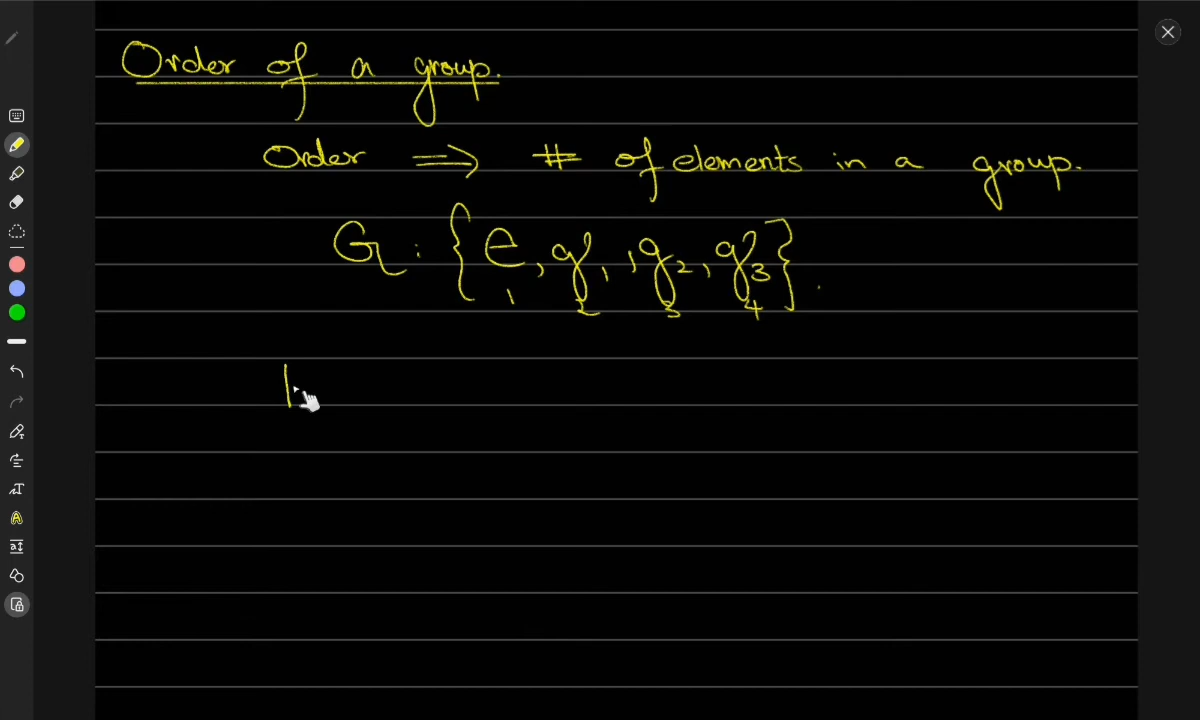 Order of a group.
Order ⇒ # of elements in a group.
G : { e, g₁, g₂, g₃ }.
1 2 3 4
|